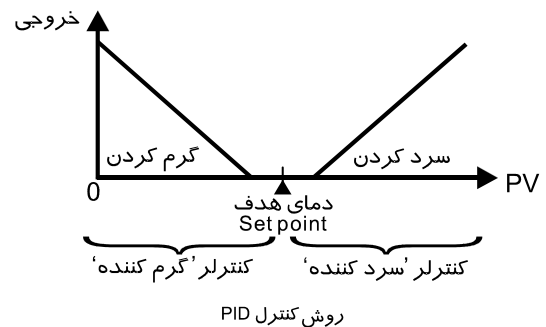 خروجی
گرم کردن
سرد کردن
0
PV
دمای هدف
Set point
کنترلر ’گرم کننده‘
کنترلر ’سرد کننده‘
روش کنترل PID